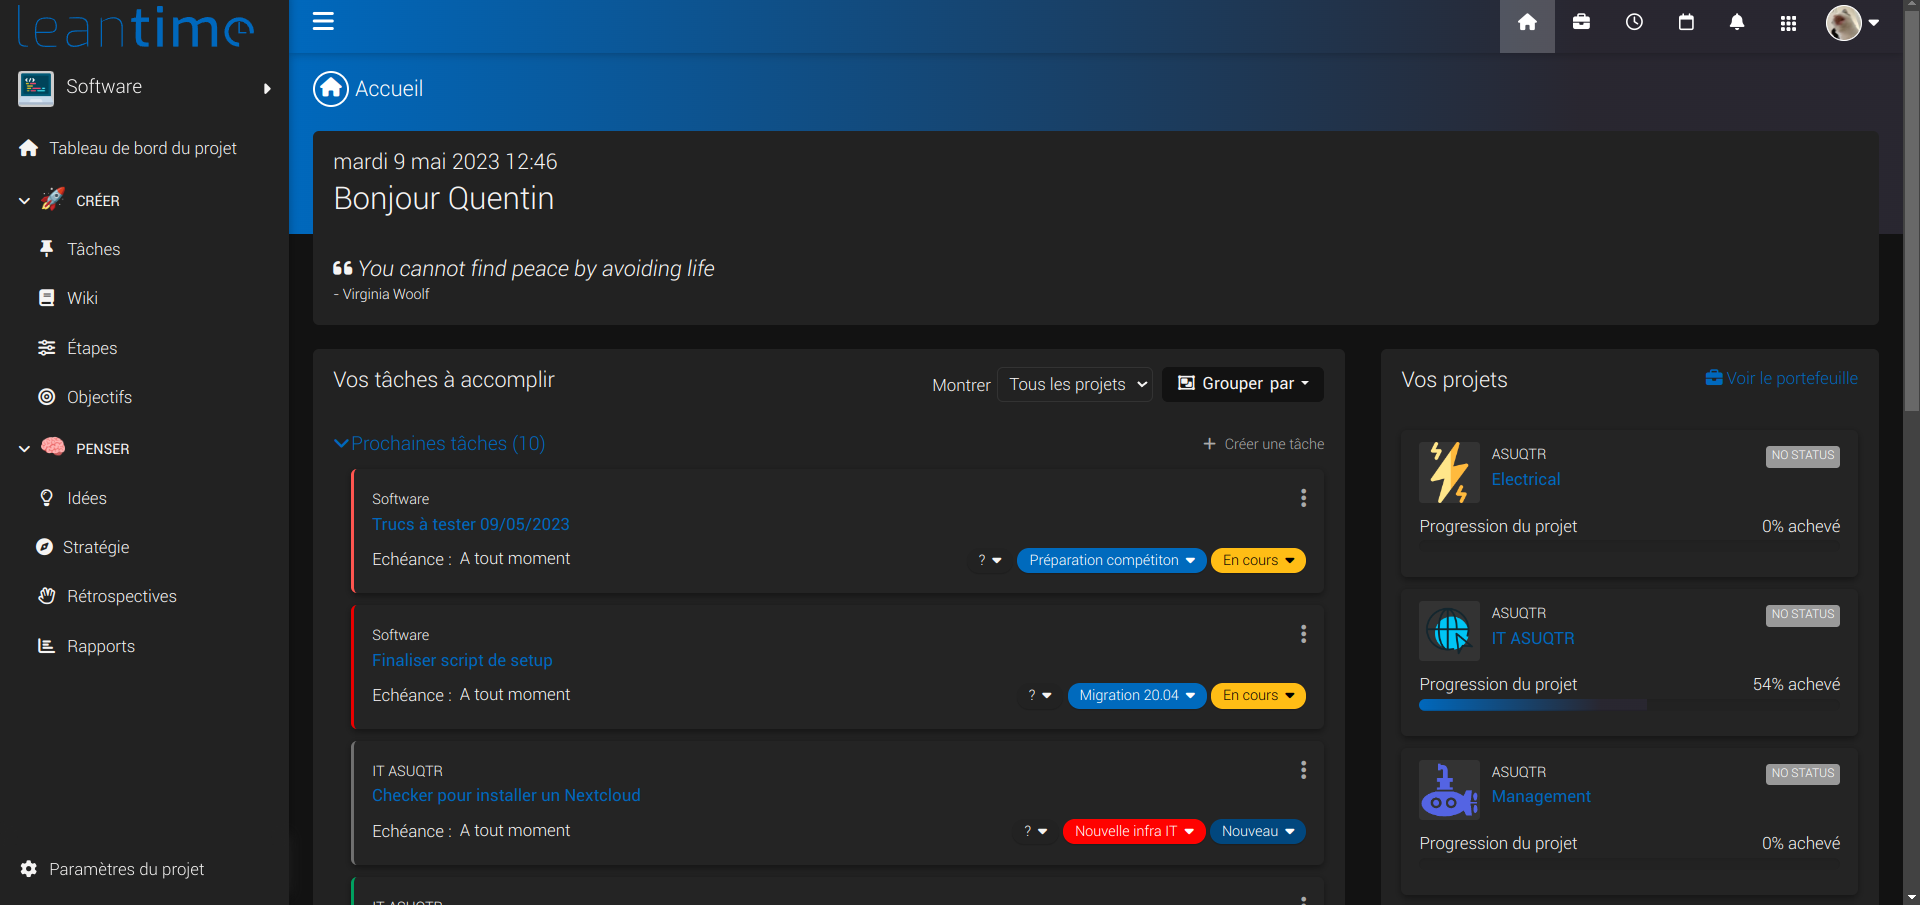 leantime
Software
Tableau de bord du projet
CRÉER
Tâches
Wiki
Étapes
Objectifs
PENSER
Idées
Stratégie
Rétrospectives
Rapports
Paramètres du projet
Accueil
mardi 9 mai 2023 12:46
Bonjour Quentin
You cannot find peace by avoiding life
- Virginia Woolf
Vos tâches à accomplir
Montrer Tous les projets Grouper par
Prochaines tâches (10) + Créer une tâche
Software
Trucs à tester 09/05/2023
Echéance : A tout moment ? Préparation compétiton En cours
Software
Finaliser script de setup
Echéance : A tout moment ? Migration 20.04 En cours
IT ASUQTR
Checker pour installer un Nextcloud
Echéance : A tout moment ? Nouvelle infra IT Nouveau
IT ASUQTR
Vos projets Voir le portefeuille
ASUQTR NO STATUS
Electrical
Progression du projet 0% achevé
ASUQTR NO STATUS
IT ASUQTR
Progression du projet 54% achevé
ASUQTR NO STATUS
Management
Progression du projet 0% achevé